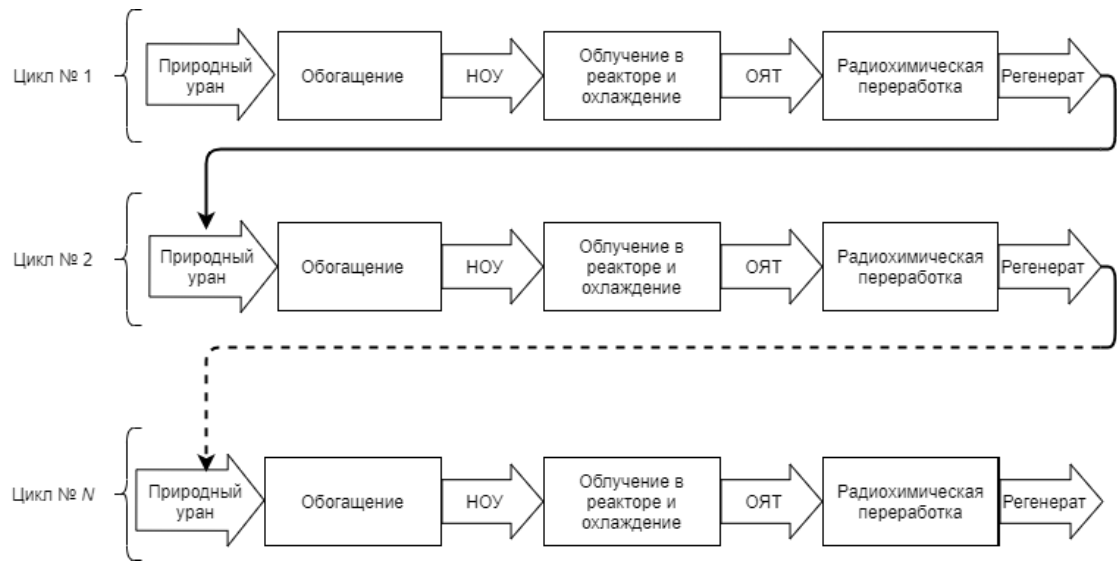 Цикл № 1
Природный
уран
Обогащение
НОУ
Облучение в
реакторе и
охлаждение
ОЯТ
Радиохимическая
переработка
Регенерат
Цикл № 2
Природный
уран
Обогащение
НОУ
Облучение в
реакторе и
охлаждение
ОЯТ
Радиохимическая
переработка
Регенерат
Цикл № N
Природный
уран
Обогащение
НОУ
Облучение в
реакторе и
охлаждение
ОЯТ
Радиохимическая
переработка
Регенерат